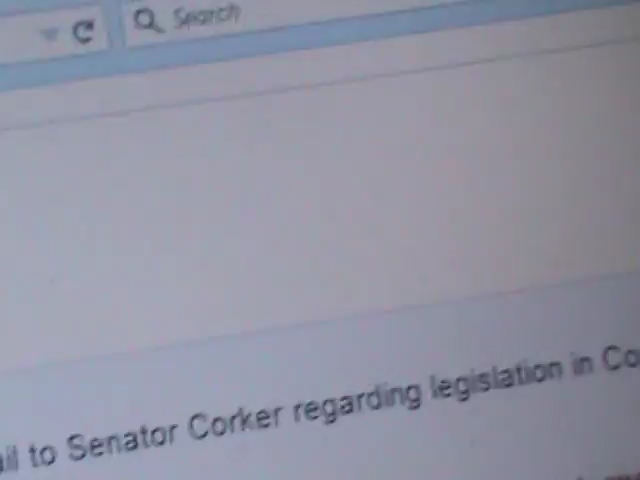 Search
ail to Senator Corker regarding legislation in Co